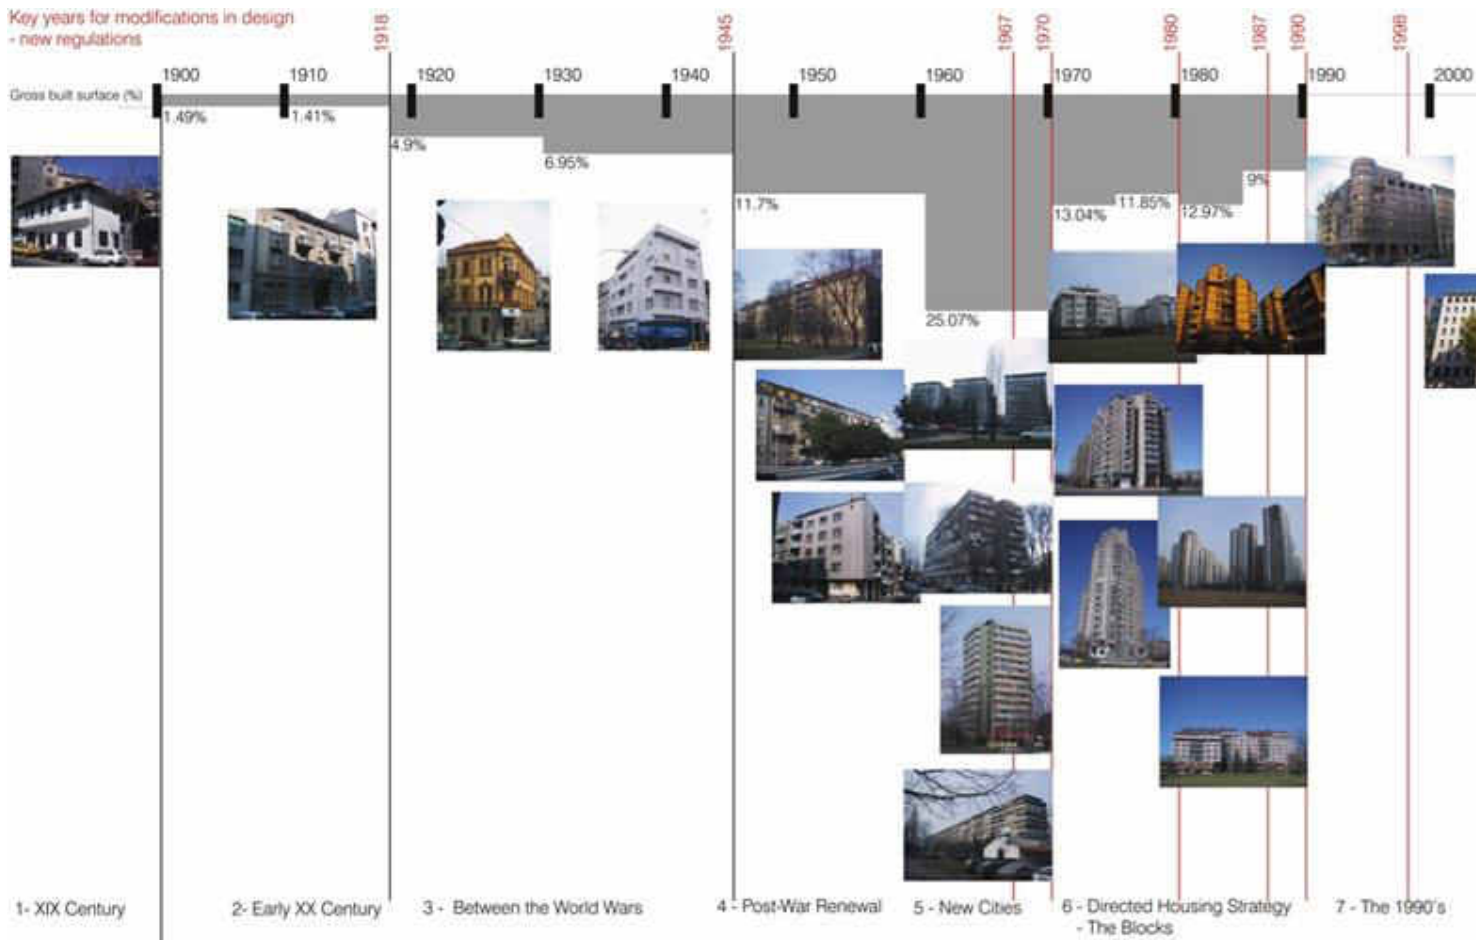 Key years for modifications in design
- new regulations
1918
1945
1967
1970
1980
1987
1990
1998
1900
1910
1920
1930
1940
1950
1960
1970
1980
1990
2000
Gross built surface (%)
1.49%
1.41%
4.9%
6.95%
11.7%
25.07%
13.04%
11.85%
12.97%
9%
1- XIX Century
2- Early XX Century
3 - Between the World Wars
4 - Post-War Renewal
5 - New Cities
6 - Directed Housing Strategy
- The Blocks
7 - The 1990's